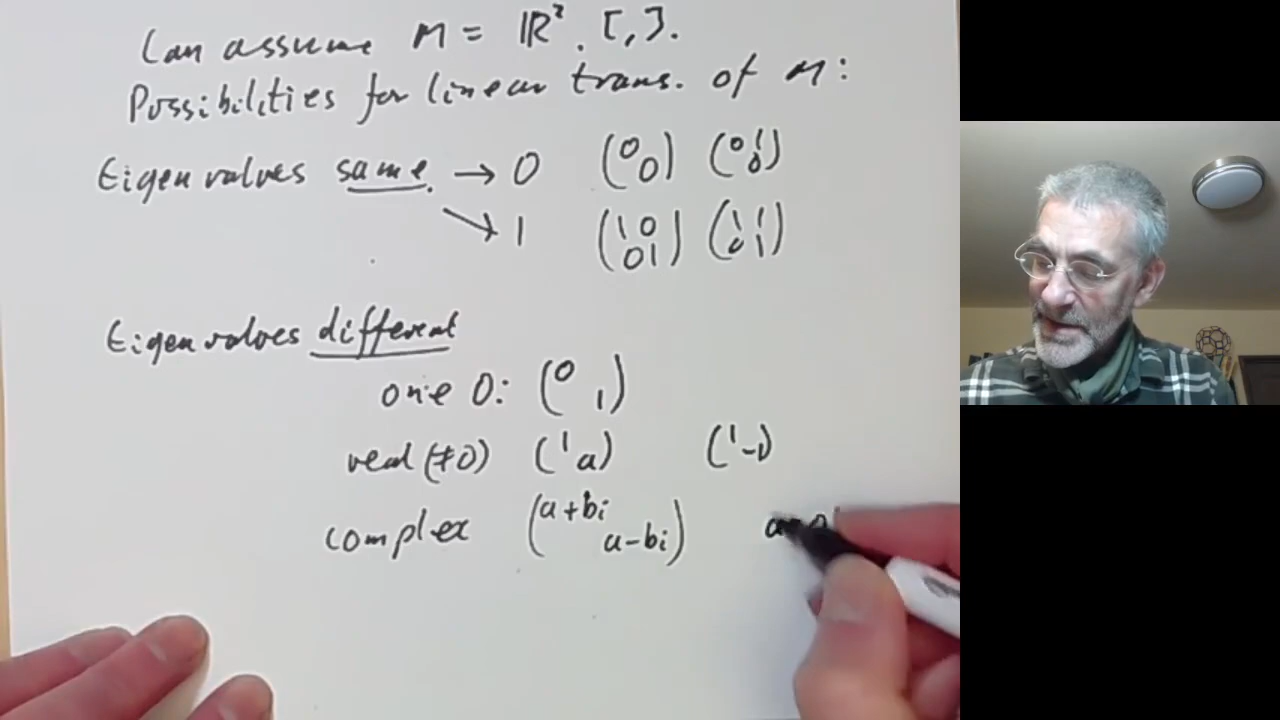 Can assume M = ℝ². [,].
Possibilities for linear trans. of M:
Eigenvalues same. → 0 (0 0) (0 1 0)
↘ 1 (1 0 0 1) (1 1 0 1)
Eigenvalues different
one 0: (0 1)
real (≠0) (1 a) (1 -1)
complex (a+bi a-bi) a=0